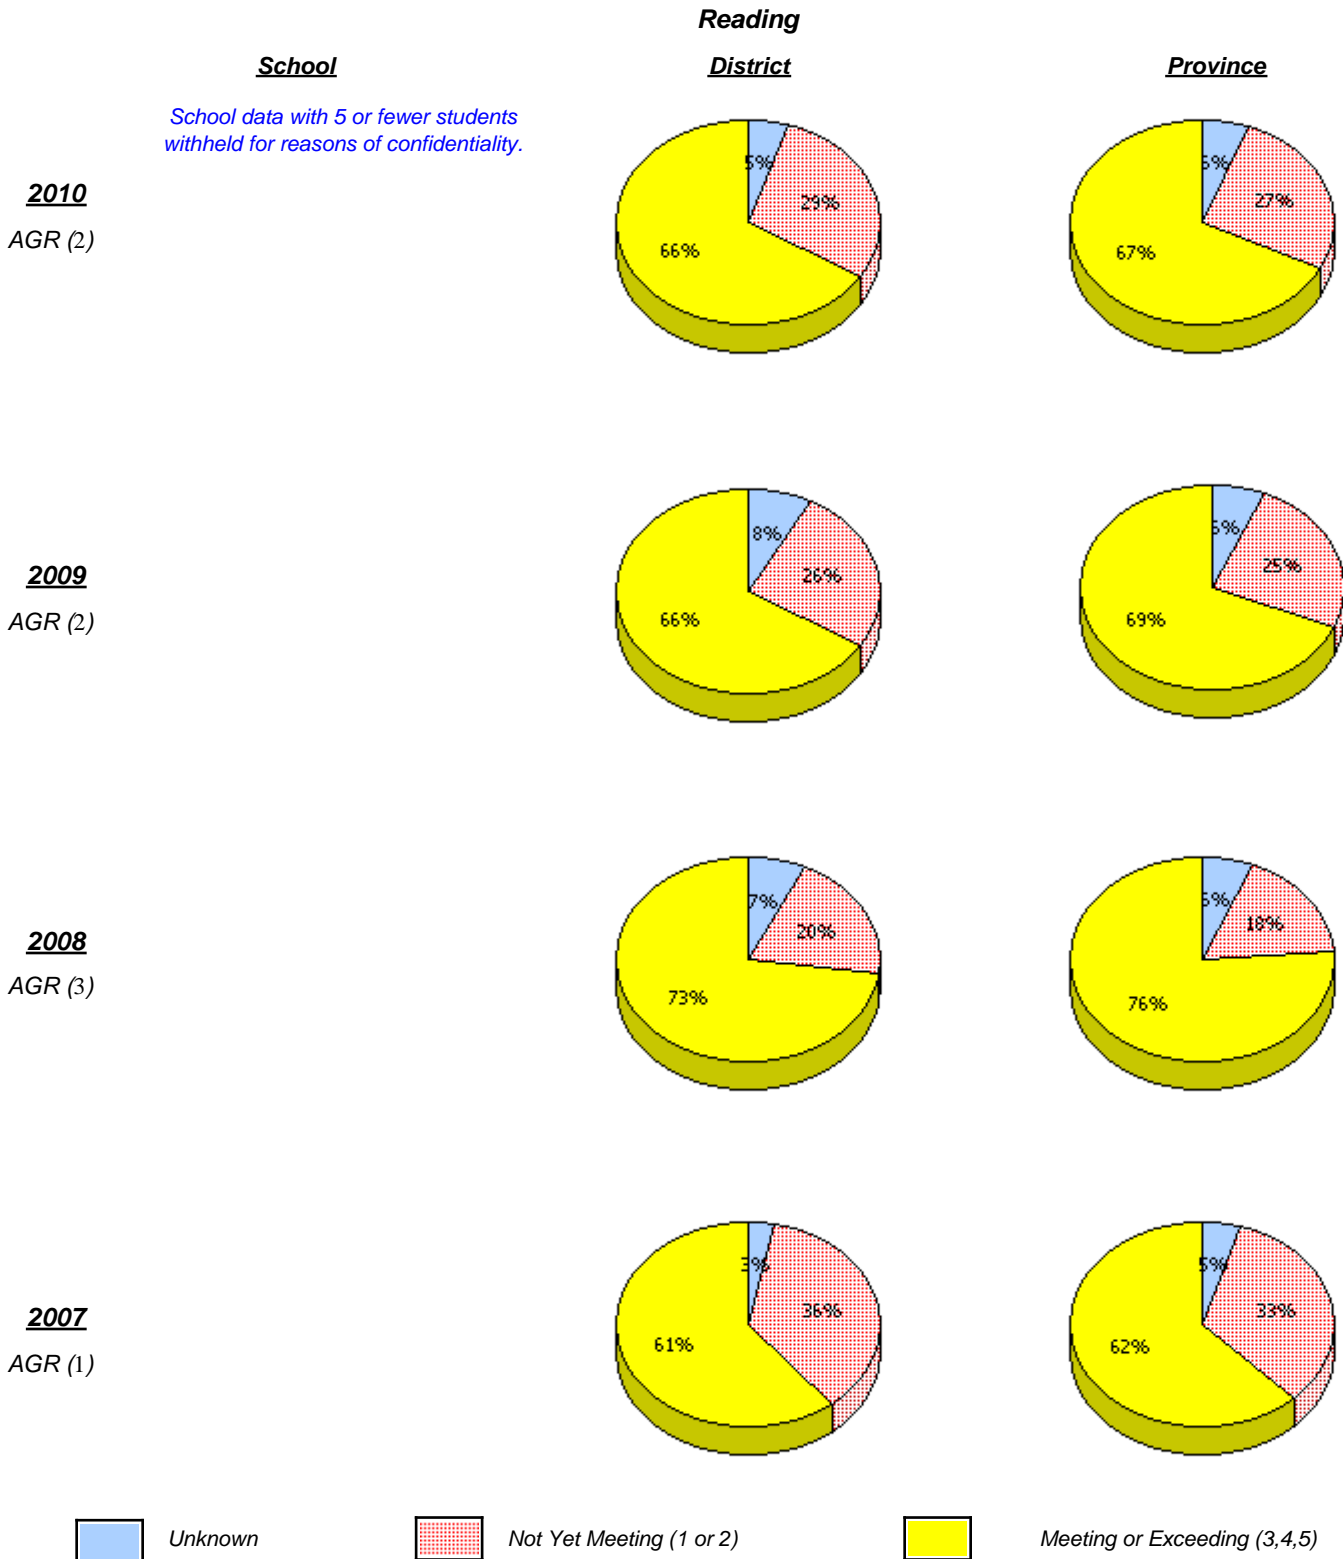 Reading
School District Province
School data with 5 or fewer students
withheld for reasons of confidentiality.
2010
AGR (2)
5% 29% 66%
6% 27% 67%
2009
AGR (2)
8% 26% 66%
6% 25% 69%
2008
AGR (3)
7% 20% 73%
6% 18% 76%
2007
AGR (1)
3% 36% 61%
5% 33% 62%
Unknown Not Yet Meeting (1 or 2) Meeting or Exceeding (3,4,5)